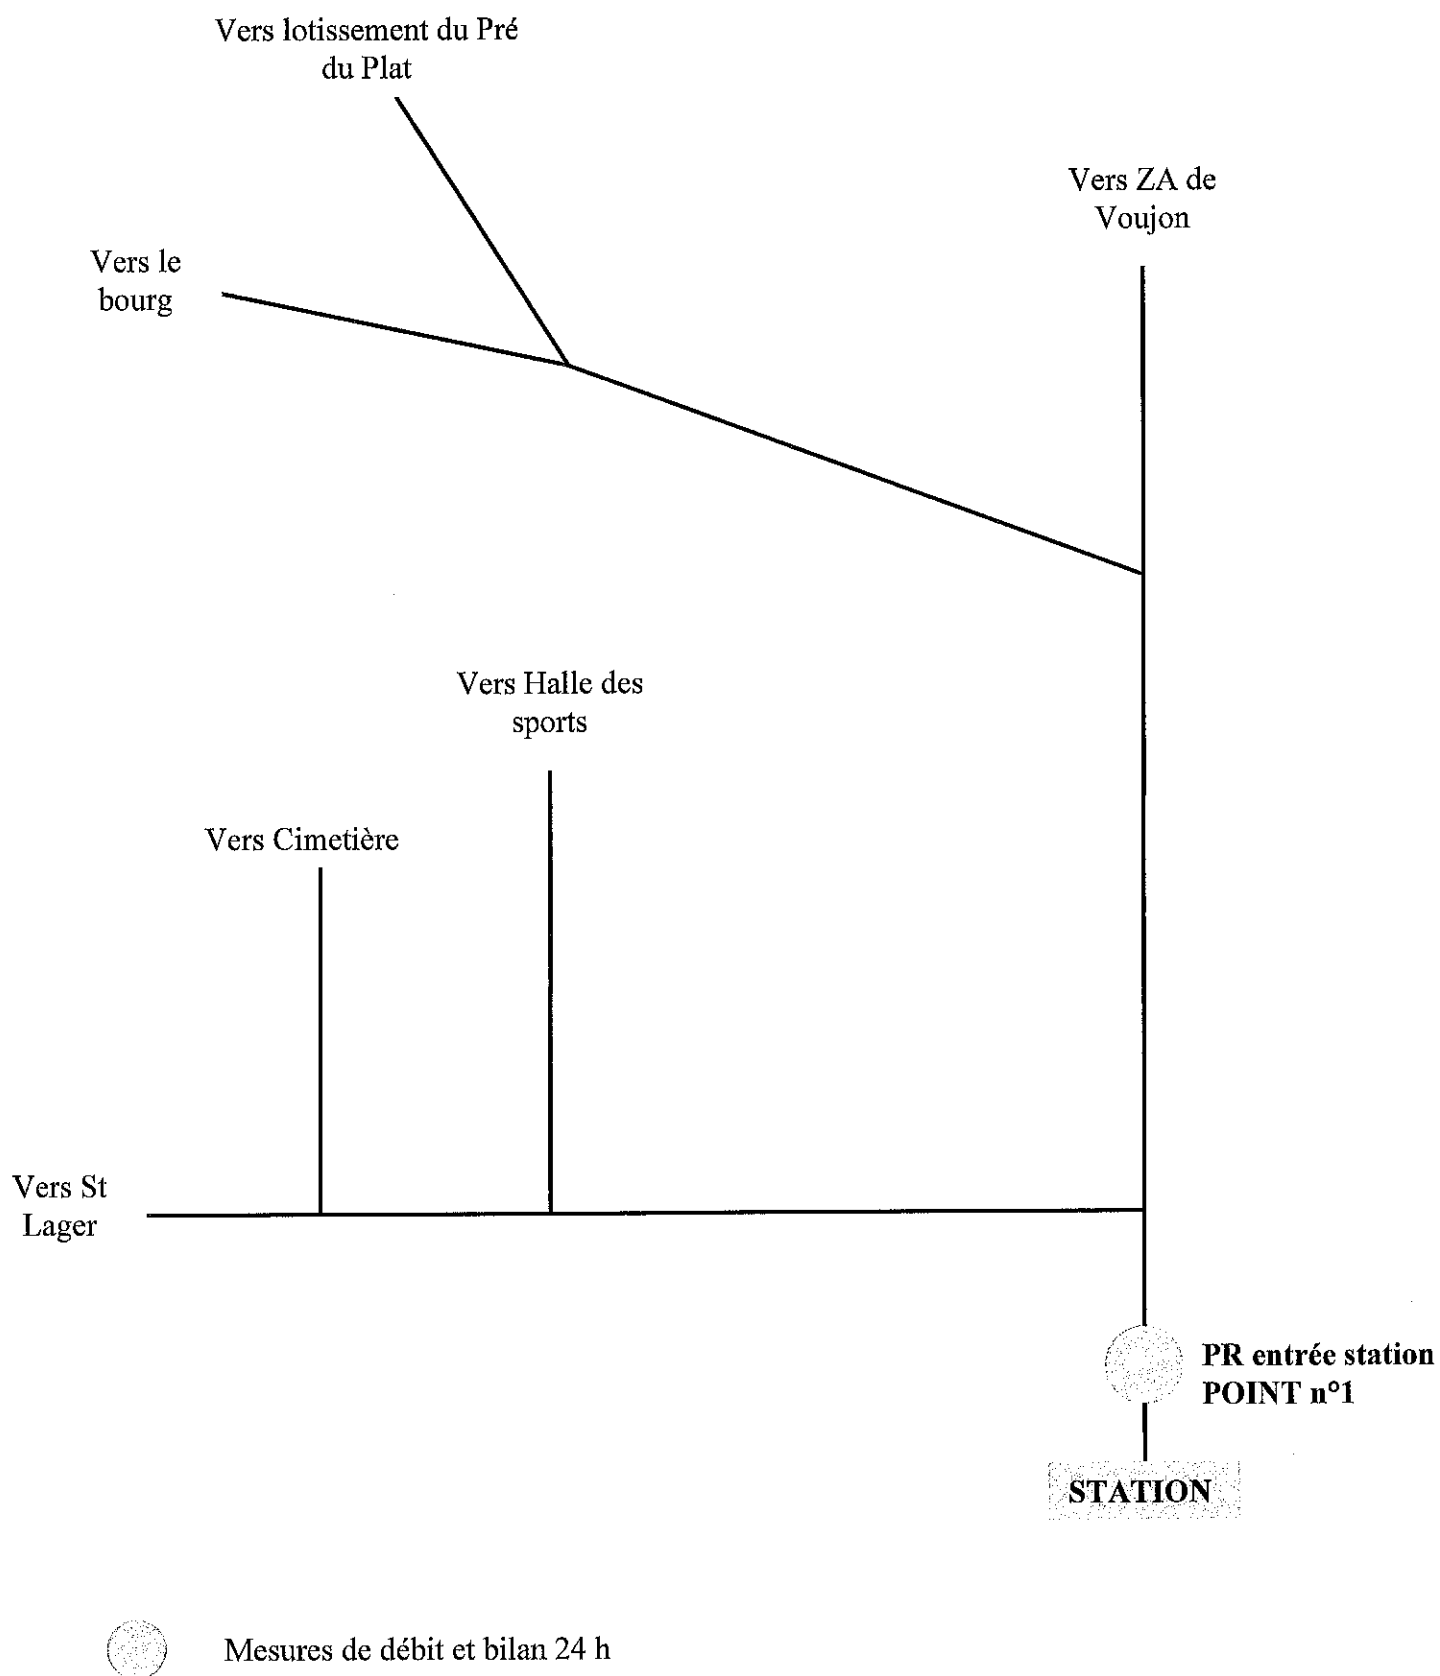 Vers lotissement du Pré
du Plat
Vers ZA de
Voujon
Vers le
bourg
Vers Halle des
sports
Vers Cimetière
Vers St
Lager
PR entrée station
POINT n°1
STATION
Mesures de débit et bilan 24 h